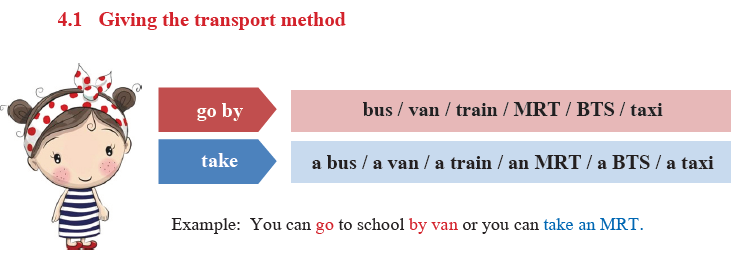 4.1 Giving the transport method
go by bus / van / train / MRT / BTS / taxi
take a bus / a van / a train / an MRT / a BTS / a taxi
Example: You can go to school by van or you can take an MRT.